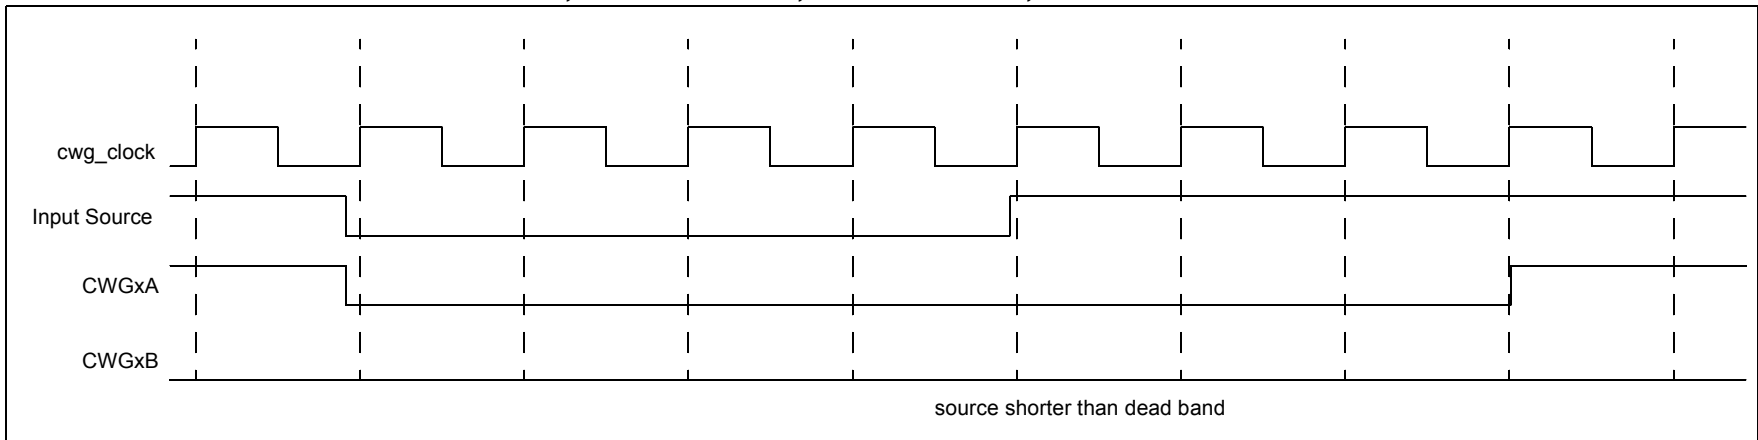 cwg_clock
Input Source
CWGxA
CWGxB
source shorter than dead band